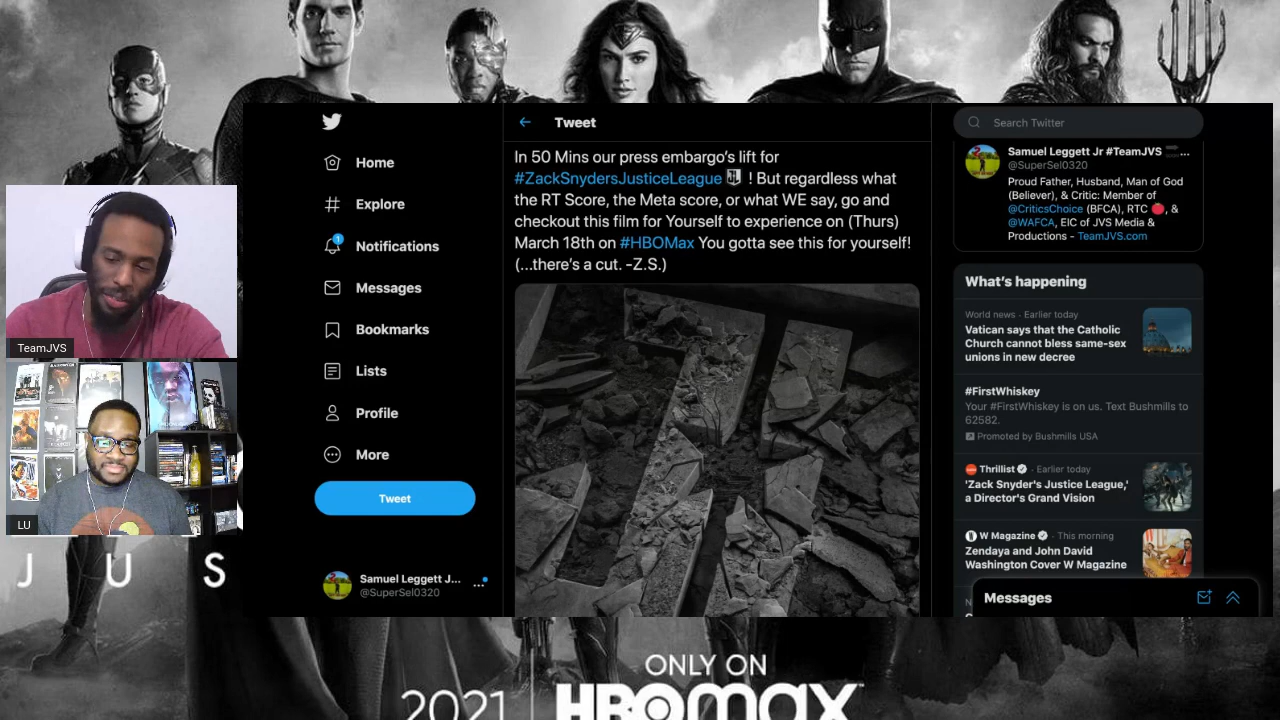 Tweet
Search Twitter
Home
Explore
1
Notifications
Messages
Bookmarks
Lists
Profile
More
Tweet
Samuel Leggett J...
@SuperSel0320
In 50 Mins our press embargo's lift for
#ZackSnydersJusticeLeague ! But regardless what
the RT Score, the Meta score, or what WE say, go and
checkout this film for Yourself to experience on (Thurs)
March 18th on #HBOMax You gotta see this for yourself!
(...there's a cut. -Z.S.)
Samuel Leggett Jr #TeamJVS
@SuperSel0320
Proud Father, Husband, Man of God
(Believer), & Critic: Member of
@CriticsChoice (BFCA), RTC 🍅, &
@WAFCA, EIC of JVS Media &
Productions - TeamJVS.com
What's happening
World news · Earlier today
Vatican says that the Catholic
Church cannot bless same-sex
unions in new decree
#FirstWhiskey
Your #FirstWhiskey is on us. Text Bushmills to
62582.
Promoted by Bushmills USA
Thrillist · Earlier today
'Zack Snyder's Justice League,'
a Director's Grand Vision
W Magazine · This morning
Zendaya and John David
Washington Cover W Magazine
Messages
TeamJVS
LU
J U S
2021
ONLY ON
HBOMAX